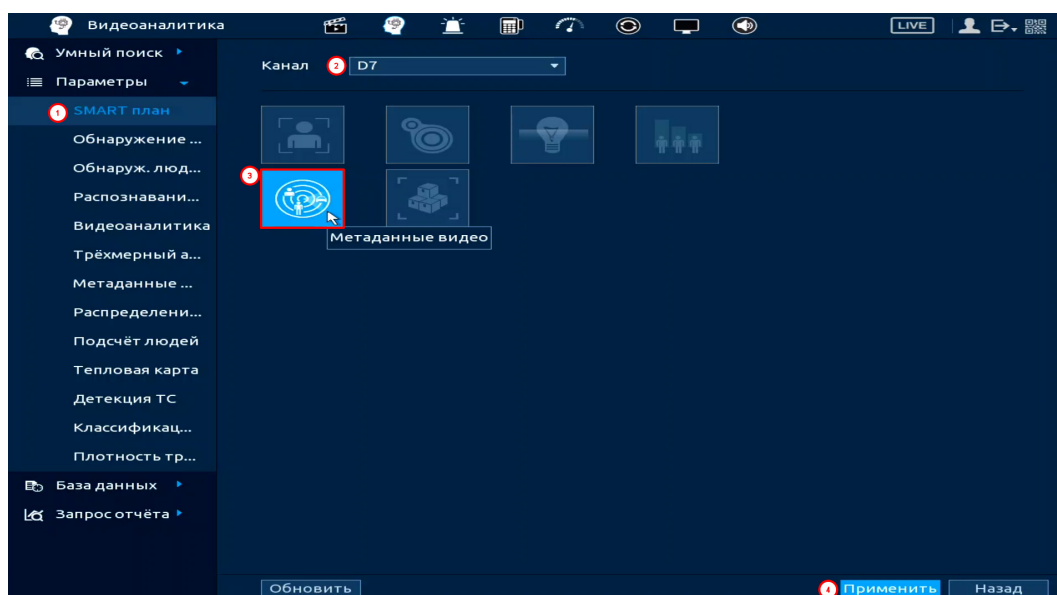 Видеоаналитика
LIVE
Умный поиск
Параметры
1 SMART план
Обнаружение ...
Обнаруж. люд...
Распознавани...
Видеоаналитика
Трёхмерный а...
Метаданные ...
Распределени...
Подсчёт людей
Тепловая карта
Детекция ТС
Классификац...
Плотность тр...
База данных
Запрос отчёта
Канал 2 D7
3
Метаданные видео
Обновить
4 Применить
Назад